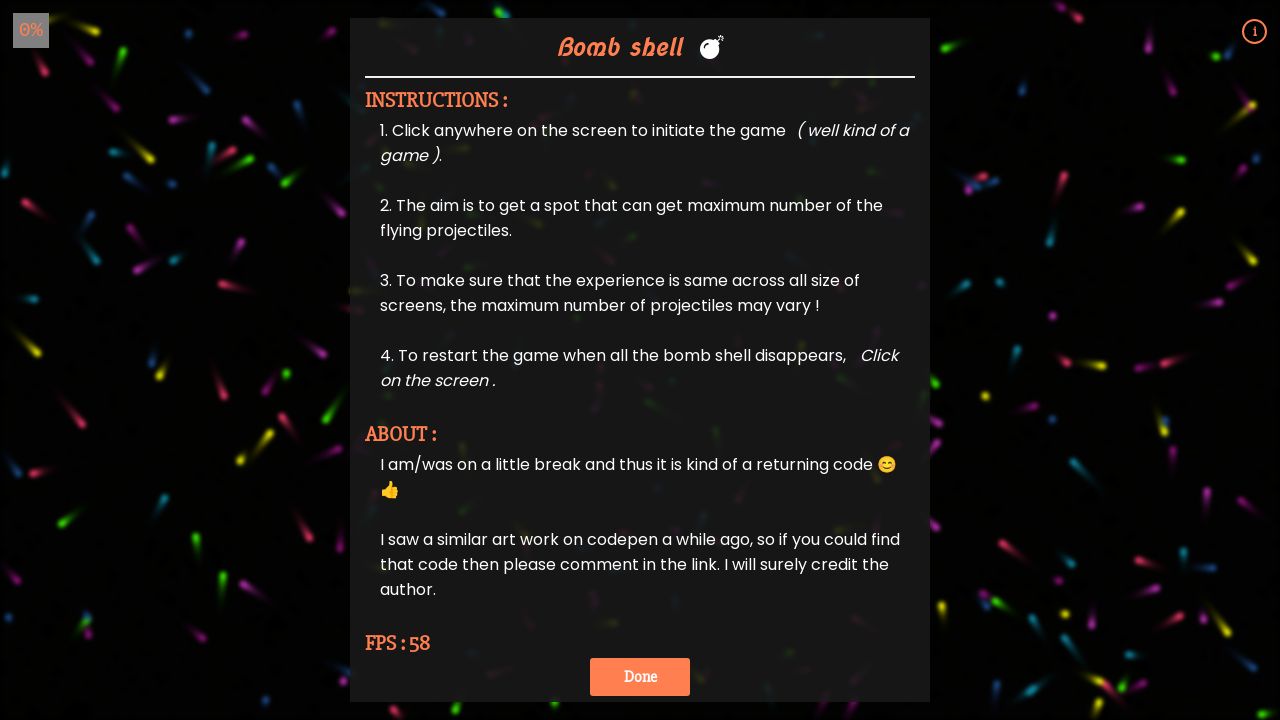 0%
i
Bomb shell 💣
INSTRUCTIONS :
1. Click anywhere on the screen to initiate the game ( well kind of a
game ).
2. The aim is to get a spot that can get maximum number of the
flying projectiles.
3. To make sure that the experience is same across all size of
screens, the maximum number of projectiles may vary !
4. To restart the game when all the bomb shell disappears, Click
on the screen .
ABOUT :
I am/was on a little break and thus it is kind of a returning code 😊
👍
I saw a similar art work on codepen a while ago, so if you could find
that code then please comment in the link. I will surely credit the
author.
FPS : 58
Done